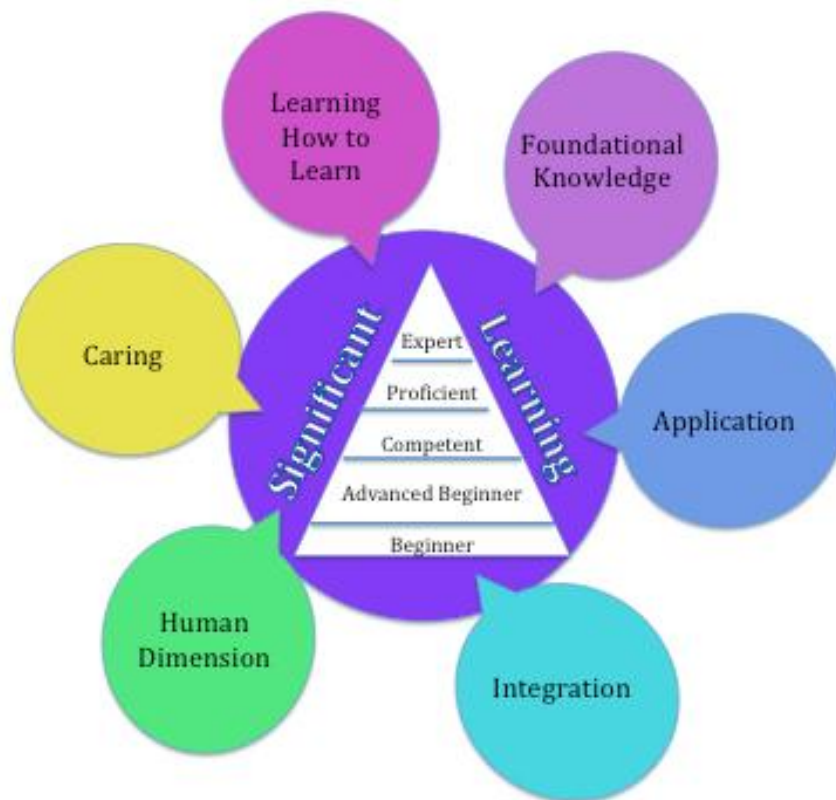 Learning
How to
Learn
Foundational
Knowledge
Caring
Significant
Learning
Expert
Proficient
Competent
Advanced Beginner
Beginner
Application
Human
Dimension
Integration